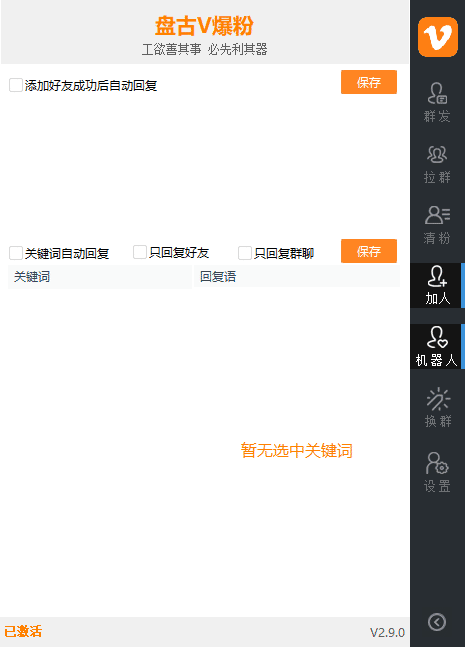 盘古V爆粉
工欲善其事 必先利其器
添加好友成功后自动回复
保存
关键词自动回复
只回复好友
只回复群聊
保存
关键词
回复语
暂无选中关键词
已激活
V2.9.0
群发
拉群
清粉
加人
机器人
换群
设置